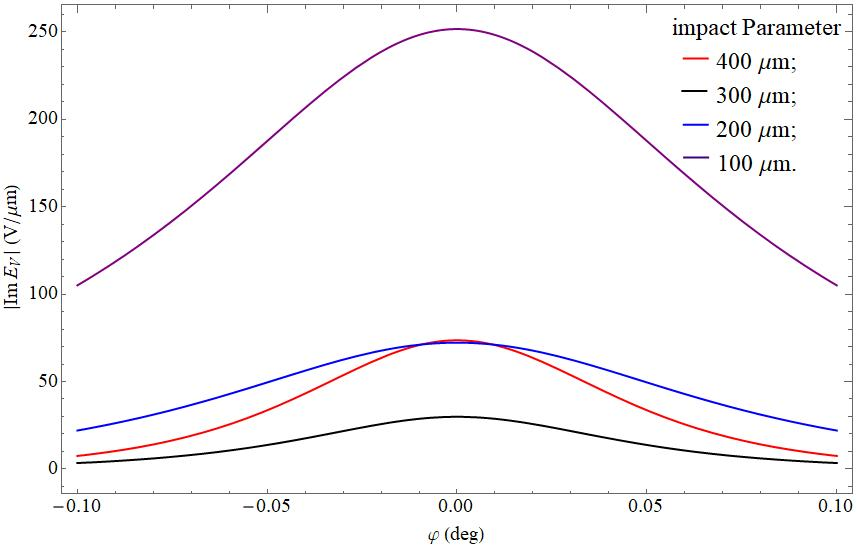 impact Parameter
400 μm;
300 μm;
200 μm;
100 μm.
|Im E_V| (V/μm)
250
200
150
100
50
0
−0.10 −0.05 0.00 0.05 0.10
φ (deg)